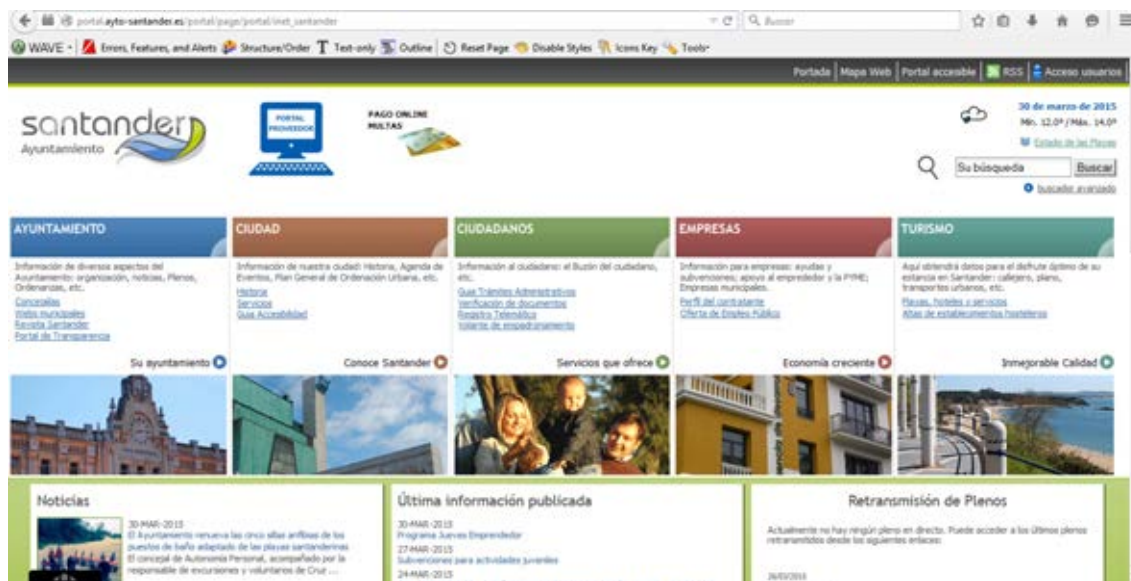 portal.ayto-santander.es/portal/page/portal/inet_santander
Buscar
WAVE
Errors, Features, and Alerts
Structure/Order
Text-only
Outline
Reset Page
Disable Styles
Icons Key
Tools
Portada | Mapa Web | Portal accesible | RSS | Acceso usuarios
santander
Ayuntamiento
PORTAL
PROVEEDOR
PAGO ONLINE
MULTAS
30 de marzo de 2015
Mín. 12.0º / Máx. 14.0º
Estado de las Playas
Su búsqueda
Buscar
buscador avanzado
AYUNTAMIENTO
Información de diversos aspectos del
Ayuntamiento: organización, noticias, Plenos,
Ordenanzas, etc.
Concejalías
Webs municipales
Revista Santander
Portal de Transparencia
Su ayuntamiento
CIUDAD
Información de nuestra ciudad: Historia, Agenda de
Eventos, Plan General de Ordenación Urbana, etc.
Historia
Servicios
Guia Accesibilidad
Conoce Santander
CIUDADANOS
Información al ciudadano: el Buzón del ciudadano,
etc.
Guia Trámites Administrativos
Verificación de documentos
Registro Telemático
Volante de empadronamiento
Servicios que ofrece
EMPRESAS
Información para empresas: ayudas y
subvenciones; apoyo al emprendedor y la PYME;
Empresas municipales.
Perfil del contratante
Oferta de Empleo Público
Economía creciente
TURISMO
Aquí obtendrá datos para el disfrute óptimo de su
estancia en Santander: callejero, plano,
transportes urbanos, etc.
Playas, hoteles y servicios
Altas de establecimientos hosteleros
Inmejorable Calidad
Noticias
30-MAR-2015
El Ayuntamiento renueva las cinco sillas anfibias de los
puestos de baño adaptado de las playas santanderinas
El concejal de Autonomía Personal, acompañado por la
responsable de excursiones y voluntarios de Cruz ...
Última información publicada
30-MAR-2015
Programa Jueves Emprendedor
27-MAR-2015
Subvenciones para actividades juveniles
24-MAR-2015
Retransmisión de Plenos
Actualmente no hay ningún pleno en directo. Puede acceder a los últimos plenos
retransmitidos desde los siguientes enlaces: